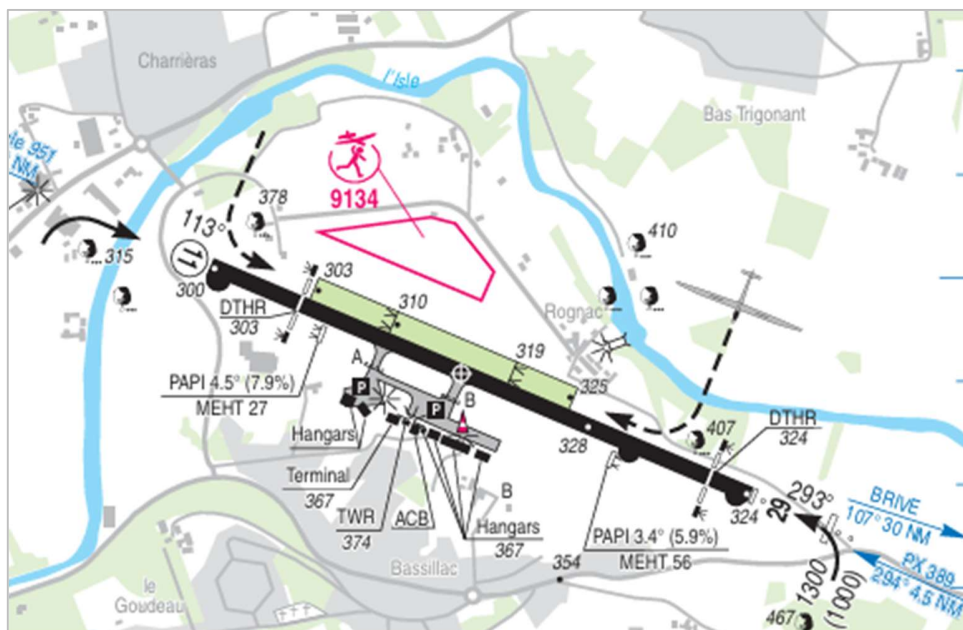 Charrièras
l'Isle
Bas Trigonant
951
NM
9134
378
113°
410
315
11
300
303
310
DTHR
303
Rognac
319
325
A
P
PAPI 4.5° (7.9%)
MEHT 27
P
B
407
DTHR
324
328
Hangars
Terminal
367
B
324
29
293°
BRIVE
107° 30 NM
TWR
374
ACB
Hangars
367
PAPI 3.4° (5.9%)
MEHT 56
PX 389
294° 4.5 NM
Bassillac
354
le
Goudeau
1300
(1000)
467